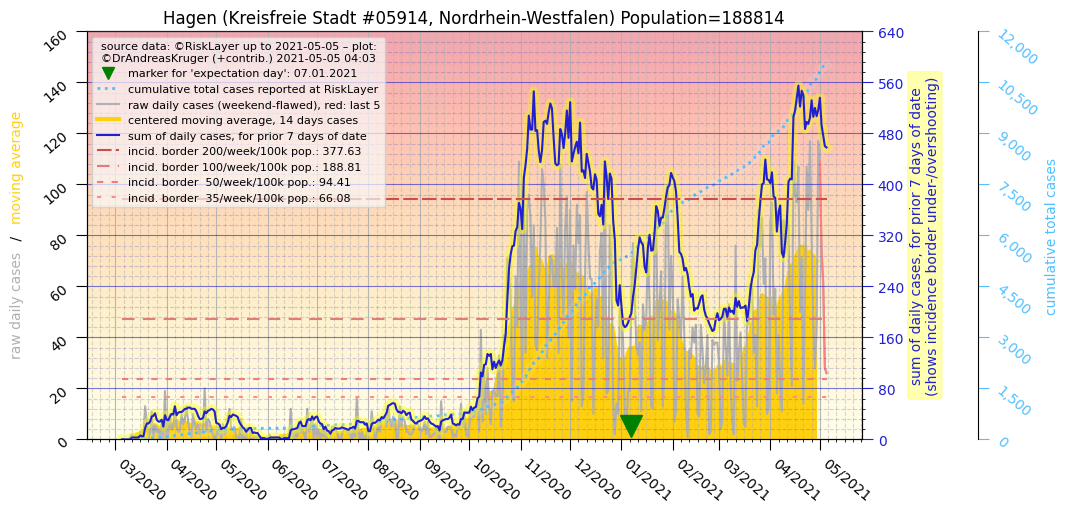 Hagen (Kreisfreie Stadt #05914, Nordrhein-Westfalen) Population=188814
source data: ©RiskLayer up to 2021-05-05 – plot:
©DrAndreasKruger (+contrib.) 2021-05-05 04:03
marker for 'expectation day': 07.01.2021
cumulative total cases reported at RiskLayer
raw daily cases (weekend-flawed), red: last 5
centered moving average, 14 days cases
sum of daily cases, for prior 7 days of date
incid. border 200/week/100k pop.: 377.63
incid. border 100/week/100k pop.: 188.81
incid. border  50/week/100k pop.: 94.41
incid. border  35/week/100k pop.: 66.08
raw daily cases / moving average
160
140
120
100
80
60
40
20
0
03/2020
04/2020
05/2020
06/2020
07/2020
08/2020
09/2020
10/2020
11/2020
12/2020
01/2021
02/2021
03/2021
04/2021
05/2021
640
560
480
400
320
240
160
80
0
sum of daily cases, for prior 7 days of date
(shows incidence border under-/overshooting)
12,000
10,500
9,000
7,500
6,000
4,500
3,000
1,500
0
cumulative total cases